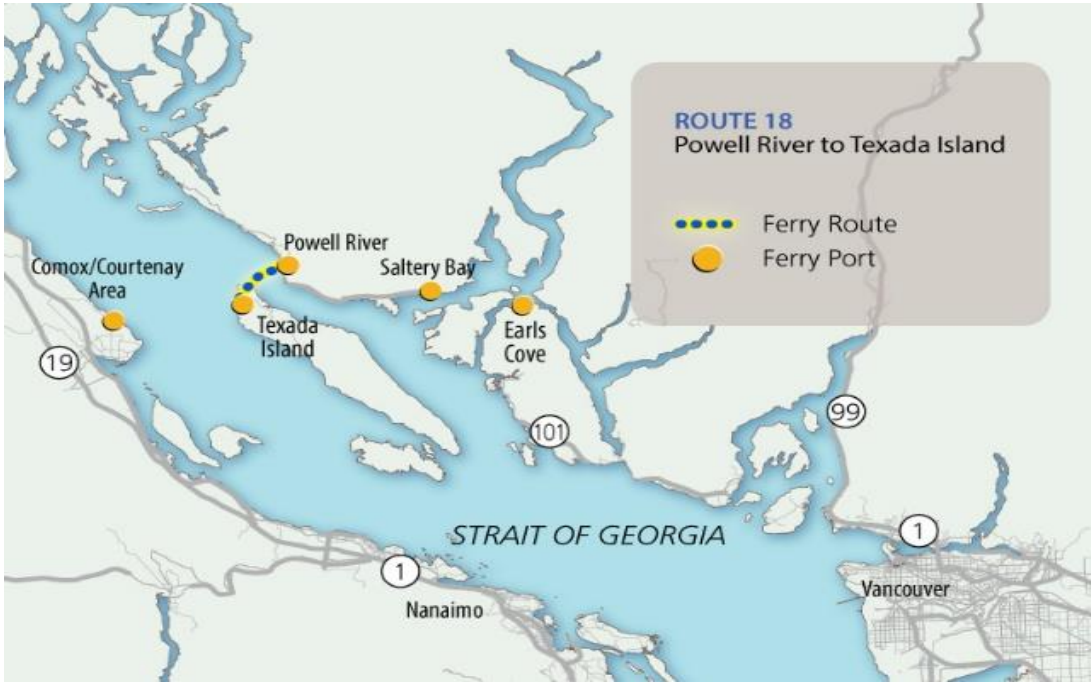 ROUTE 18
Powell River to Texada Island
Ferry Route
Ferry Port
Powell River
Comox/Courtenay
Area
Saltery Bay
Texada
Island
Earls
Cove
19
99
101
STRAIT OF GEORGIA
1
1
Vancouver
Nanaimo